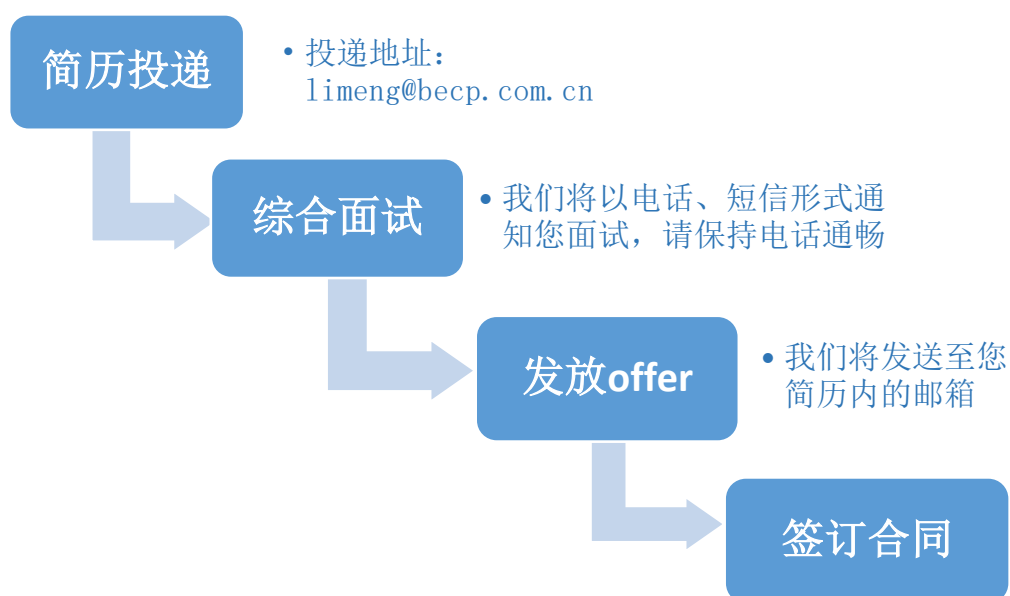 简历投递
• 投递地址:
limeng@becp.com.cn
综合面试
• 我们将以电话、短信形式通
知您面试，请保持电话通畅
发放offer
• 我们将发送至您
简历内的邮箱
签订合同